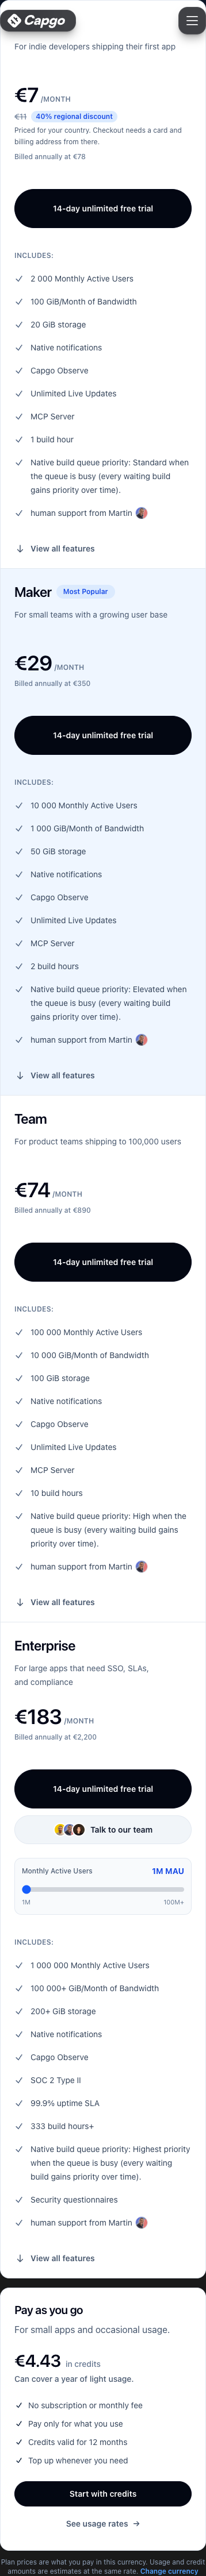 Capgo
For indie developers shipping their first app
€7 /MONTH
€11 40% regional discount
Priced for your country. Checkout needs a card and
billing address from there.
Billed annually at €78
14-day unlimited free trial
INCLUDES:
2 000 Monthly Active Users
100 GiB/Month of Bandwidth
20 GiB storage
Native notifications
Capgo Observe
Unlimited Live Updates
MCP Server
1 build hour
Native build queue priority: Standard when
the queue is busy (every waiting build
gains priority over time).
human support from Martin
View all features
Maker Most Popular
For small teams with a growing user base
€29 /MONTH
Billed annually at €350
14-day unlimited free trial
INCLUDES:
10 000 Monthly Active Users
1 000 GiB/Month of Bandwidth
50 GiB storage
Native notifications
Capgo Observe
Unlimited Live Updates
MCP Server
2 build hours
Native build queue priority: Elevated when
the queue is busy (every waiting build
gains priority over time).
human support from Martin
View all features
Team
For product teams shipping to 100,000 users
€74 /MONTH
Billed annually at €890
14-day unlimited free trial
INCLUDES:
100 000 Monthly Active Users
10 000 GiB/Month of Bandwidth
100 GiB storage
Native notifications
Capgo Observe
Unlimited Live Updates
MCP Server
10 build hours
Native build queue priority: High when the
queue is busy (every waiting build gains
priority over time).
human support from Martin
View all features
Enterprise
For large apps that need SSO, SLAs,
and compliance
€183 /MONTH
Billed annually at €2,200
14-day unlimited free trial
Talk to our team
Monthly Active Users 1M MAU
1M 100M+
INCLUDES:
1 000 000 Monthly Active Users
100 000+ GiB/Month of Bandwidth
200+ GiB storage
Native notifications
Capgo Observe
SOC 2 Type II
99.9% uptime SLA
333 build hours+
Native build queue priority: Highest priority
when the queue is busy (every waiting
build gains priority over time).
Security questionnaires
human support from Martin
View all features
Pay as you go
For small apps and occasional usage.
€4.43 in credits
Can cover a year of light usage.
No subscription or monthly fee
Pay only for what you use
Credits valid for 12 months
Top up whenever you need
Start with credits
See usage rates →
Plan prices are what you pay in this currency. Usage and credit
amounts are estimates at the same rate. Change currency